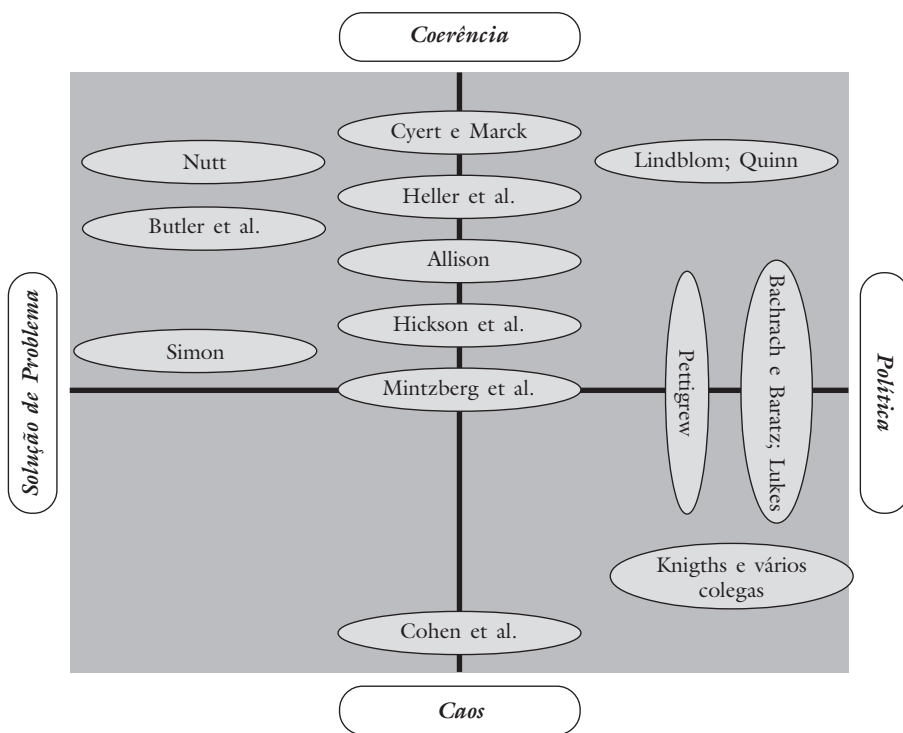 Coerência
Cyert e Marck
Nutt
Lindblom; Quinn
Heller et al.
Butler et al.
Allison
Hickson et al.
Simon
Mintzberg et al.
Solução de Problema
Pettigrew
Bachrach e Baratz; Lukes
Política
Knigths e vários
colegas
Cohen et al.
Caos